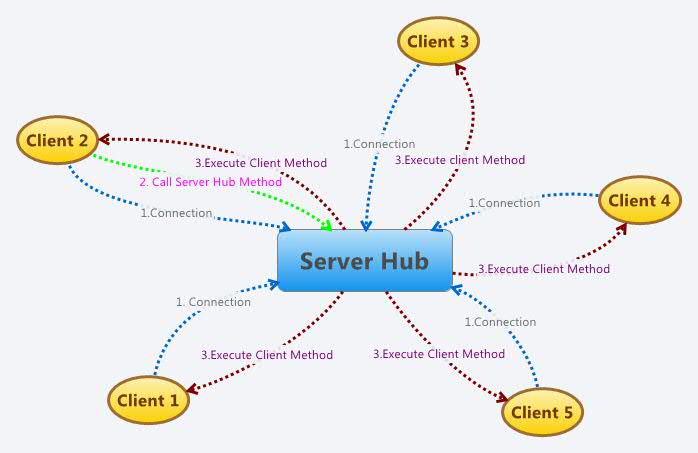 Client 3
Client 2
1.Connection
3.Execute client Method
3.Execute Client Method
2. Call Server Hub Method
1.Connection
1.Connection
Client 4
Server Hub
3.Execute Client Method
1. Connection
1.Connection
3.Execute Client Method
3.Execute Client Method
Client 1
Client 5